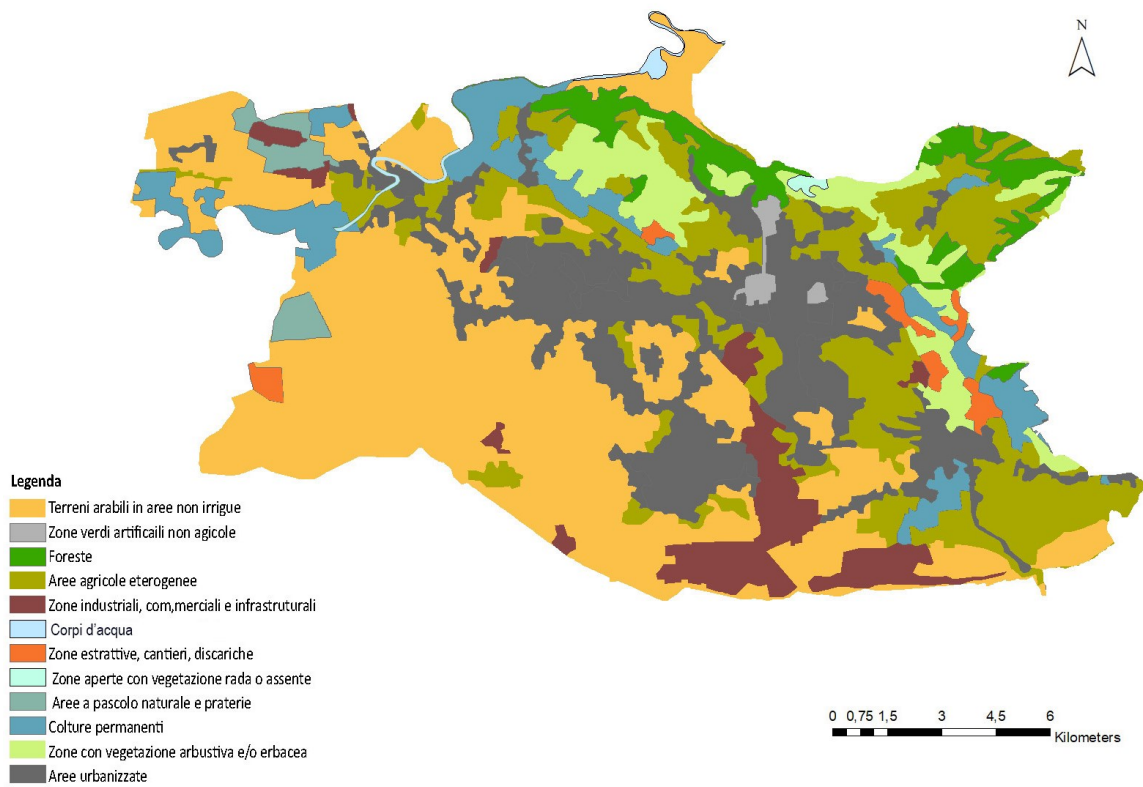 N
Legenda
Terreni arabili in aree non irrigue
Zone verdi artificaili non agicole
Foreste
Aree agricole eterogenee
Zone industriali, com,merciali e infrastruturali
Corpi d'acqua
Zone estrattive, cantieri, discariche
Zone aperte con vegetazione rada o assente
Aree a pascolo naturale e praterie
Colture permanenti
Zone con vegetazione arbustiva e/o erbacea
Aree urbanizzate
0 0,75 1,5 3 4,5 6
Kilometers